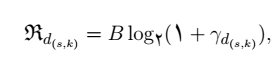 ℜ_{d_{(s,k)}} = B log_۲(۱ + γ_{d_{(s,k)}}),